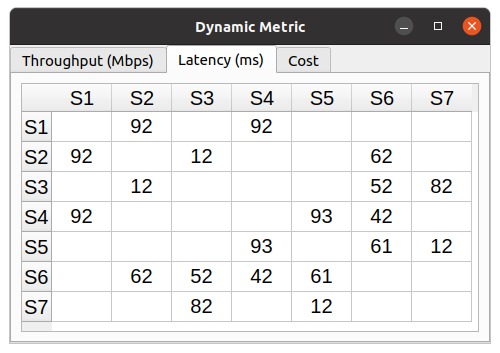 Dynamic Metric
Throughput (Mbps) Latency (ms) Cost
S1 S2 S3 S4 S5 S6 S7
S1 92 92
S2 92 12 62
S3 12 52 82
S4 92 93 42
S5 93 61 12
S6 62 52 42 61
S7 82 12